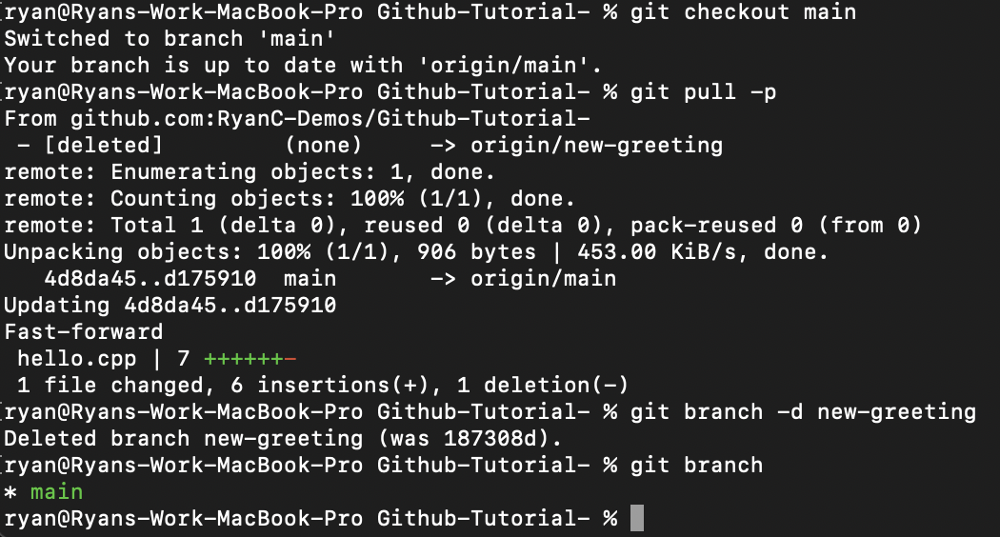 [ryan@Ryans-Work-MacBook-Pro Github-Tutorial- % git checkout main
Switched to branch 'main'
Your branch is up to date with 'origin/main'.
[ryan@Ryans-Work-MacBook-Pro Github-Tutorial- % git pull -p
From github.com:RyanC-Demos/Github-Tutorial-
 - [deleted]         (none)     -> origin/new-greeting
remote: Enumerating objects: 1, done.
remote: Counting objects: 100% (1/1), done.
remote: Total 1 (delta 0), reused 0 (delta 0), pack-reused 0 (from 0)
Unpacking objects: 100% (1/1), 906 bytes | 453.00 KiB/s, done.
   4d8da45..d175910  main         -> origin/main
Updating 4d8da45..d175910
Fast-forward
 hello.cpp | 7 ++++++-
 1 file changed, 6 insertions(+), 1 deletion(-)
[ryan@Ryans-Work-MacBook-Pro Github-Tutorial- % git branch -d new-greeting
Deleted branch new-greeting (was 187308d).
[ryan@Ryans-Work-MacBook-Pro Github-Tutorial- % git branch
* main
ryan@Ryans-Work-MacBook-Pro Github-Tutorial- %